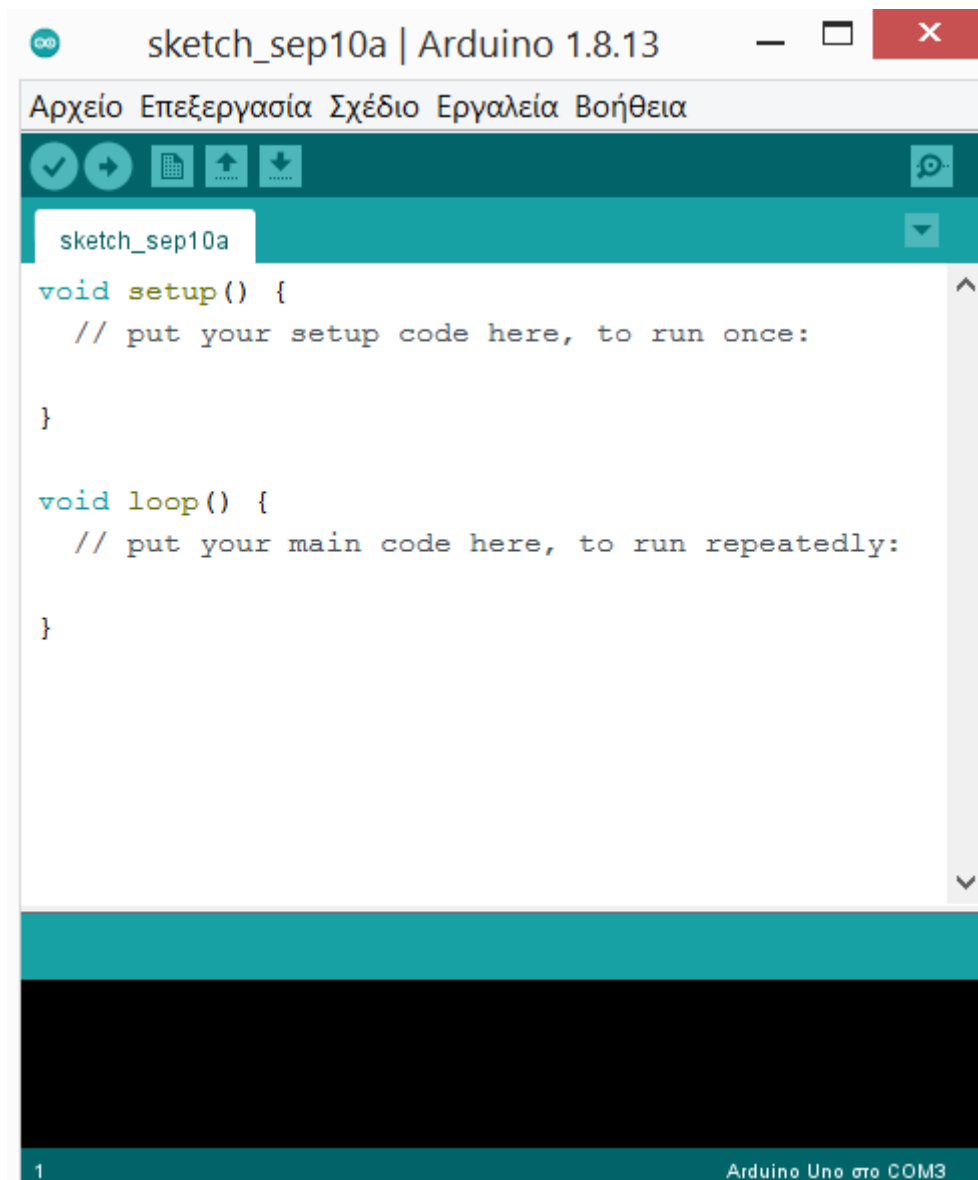 sketch_sep10a | Arduino 1.8.13
Αρχείο Επεξεργασία Σχέδιο Εργαλεία Βοήθεια
sketch_sep10a
void setup() {
  // put your setup code here, to run once:
}
void loop() {
  // put your main code here, to run repeatedly:
}
1 Arduino Uno στο COM3